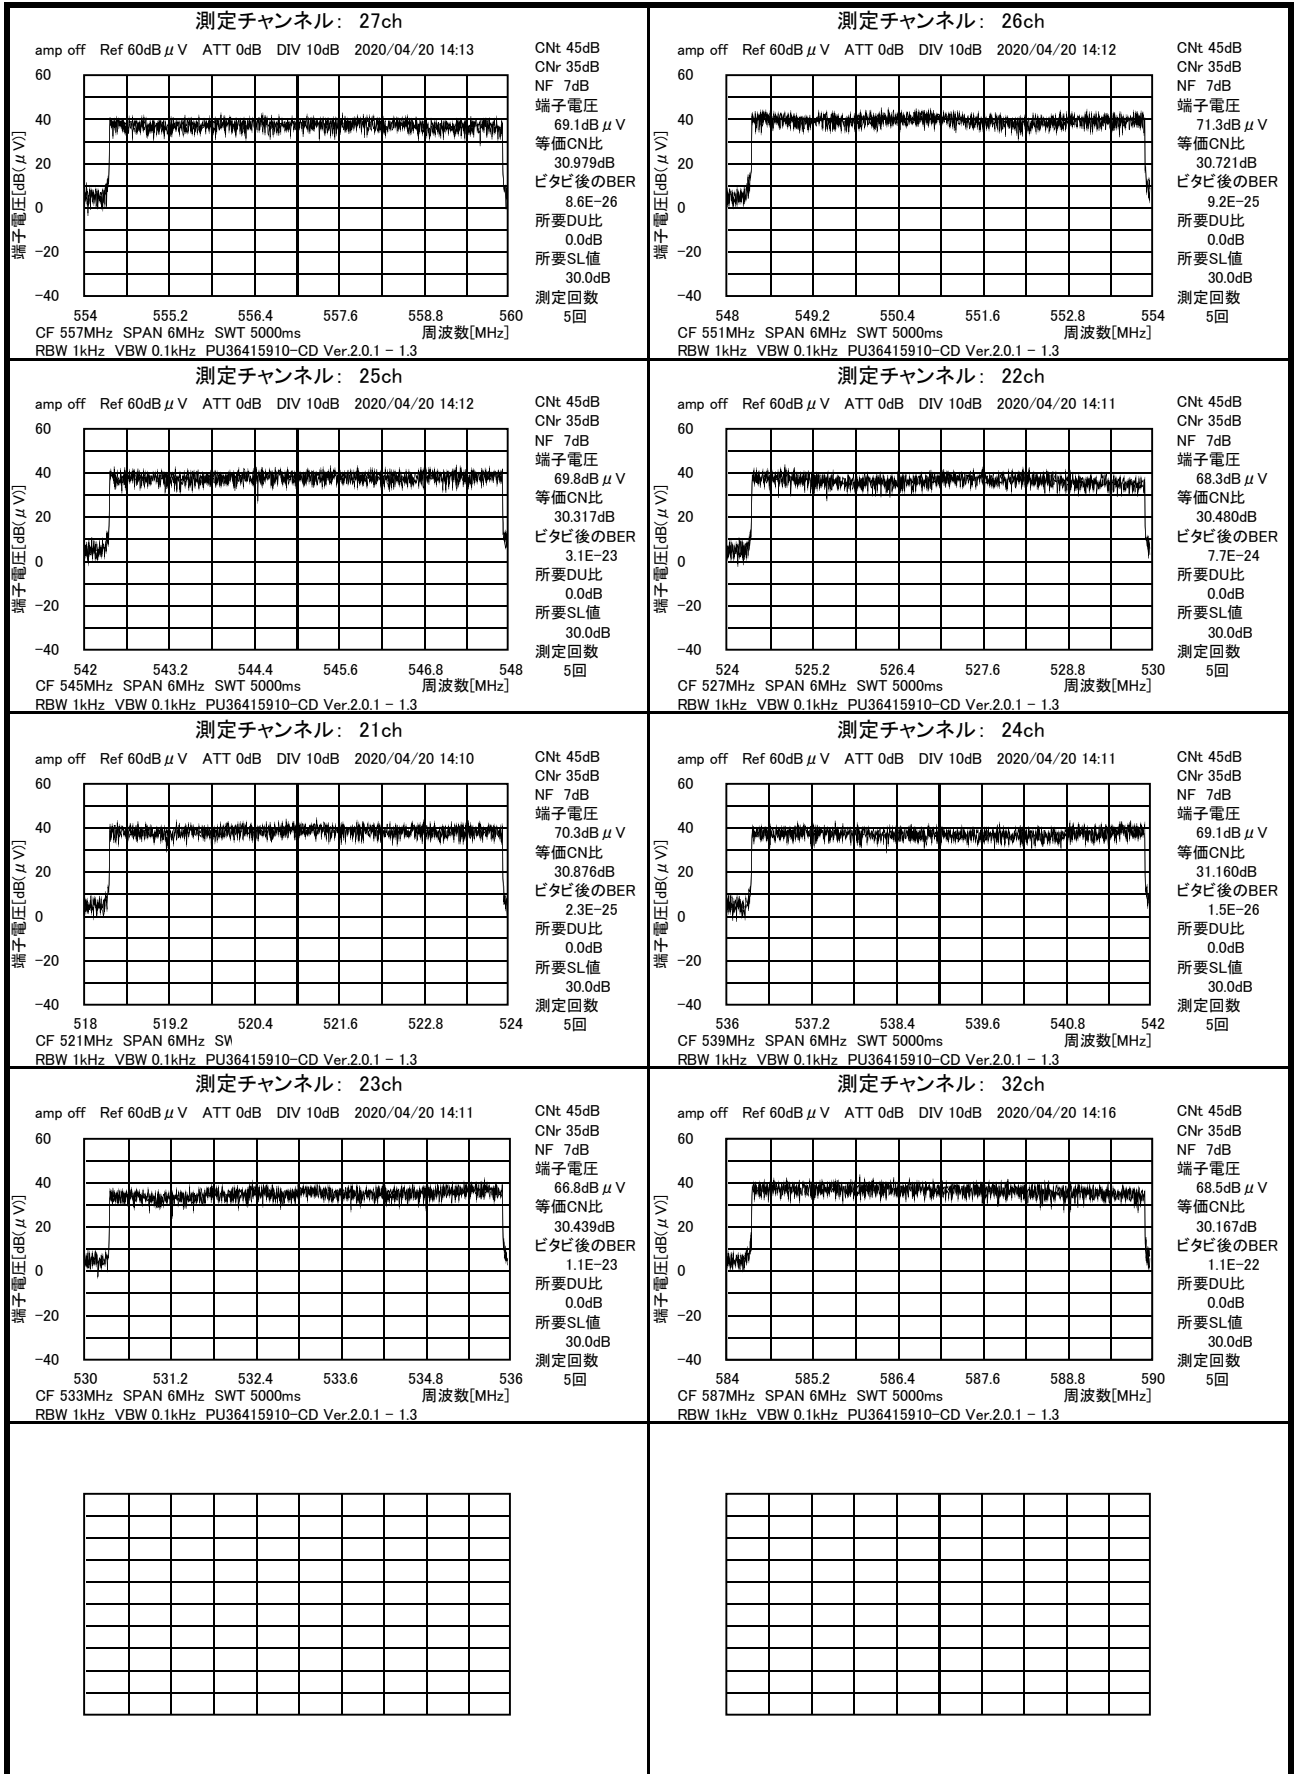 測定チャンネル： 27ch
amp off Ref 60dBμV ATT 0dB DIV 10dB 2020/04/20 14:13
端子電圧[dB(μV)]
60
40
20
0
-20
-40
554 555.2 556.4 557.6 558.8 560
CF 557MHz SPAN 6MHz SWT 5000ms 周波数[MHz]
RBW 1kHz VBW 0.1kHz PU36415910-CD Ver.2.0.1 - 1.3
CNt 45dB
CNr 35dB
NF 7dB
端子電圧
69.1dBμV
等価CN比
30.979dB
ビタビ後のBER
8.6E-26
所要DU比
0.0dB
所要SL値
30.0dB
測定回数
5回
測定チャンネル： 26ch
amp off Ref 60dBμV ATT 0dB DIV 10dB 2020/04/20 14:12
端子電圧[dB(μV)]
60
40
20
0
-20
-40
548 549.2 550.4 551.6 552.8 554
CF 551MHz SPAN 6MHz SWT 5000ms 周波数[MHz]
RBW 1kHz VBW 0.1kHz PU36415910-CD Ver.2.0.1 - 1.3
CNt 45dB
CNr 35dB
NF 7dB
端子電圧
71.3dBμV
等価CN比
30.721dB
ビタビ後のBER
9.2E-25
所要DU比
0.0dB
所要SL値
30.0dB
測定回数
5回
測定チャンネル： 25ch
amp off Ref 60dBμV ATT 0dB DIV 10dB 2020/04/20 14:12
端子電圧[dB(μV)]
60
40
20
0
-20
-40
542 543.2 544.4 545.6 546.8 548
CF 545MHz SPAN 6MHz SWT 5000ms 周波数[MHz]
RBW 1kHz VBW 0.1kHz PU36415910-CD Ver.2.0.1 - 1.3
CNt 45dB
CNr 35dB
NF 7dB
端子電圧
69.8dBμV
等価CN比
30.317dB
ビタビ後のBER
3.1E-23
所要DU比
0.0dB
所要SL値
30.0dB
測定回数
5回
測定チャンネル： 22ch
amp off Ref 60dBμV ATT 0dB DIV 10dB 2020/04/20 14:11
端子電圧[dB(μV)]
60
40
20
0
-20
-40
524 525.2 526.4 527.6 528.8 530
CF 527MHz SPAN 6MHz SWT 5000ms 周波数[MHz]
RBW 1kHz VBW 0.1kHz PU36415910-CD Ver.2.0.1 - 1.3
CNt 45dB
CNr 35dB
NF 7dB
端子電圧
68.3dBμV
等価CN比
30.480dB
ビタビ後のBER
7.7E-24
所要DU比
0.0dB
所要SL値
30.0dB
測定回数
5回
測定チャンネル： 21ch
amp off Ref 60dBμV ATT 0dB DIV 10dB 2020/04/20 14:10
端子電圧[dB(μV)]
60
40
20
0
-20
-40
518 519.2 520.4 521.6 522.8 524
CF 521MHz SPAN 6MHz SW
RBW 1kHz VBW 0.1kHz PU36415910-CD Ver.2.0.1 - 1.3
CNt 45dB
CNr 35dB
NF 7dB
端子電圧
70.3dBμV
等価CN比
30.876dB
ビタビ後のBER
2.3E-25
所要DU比
0.0dB
所要SL値
30.0dB
測定回数
5回
測定チャンネル： 24ch
amp off Ref 60dBμV ATT 0dB DIV 10dB 2020/04/20 14:11
端子電圧[dB(μV)]
60
40
20
0
-20
-40
536 537.2 538.4 539.6 540.8 542
CF 539MHz SPAN 6MHz SWT 5000ms 周波数[MHz]
RBW 1kHz VBW 0.1kHz PU36415910-CD Ver.2.0.1 - 1.3
CNt 45dB
CNr 35dB
NF 7dB
端子電圧
69.1dBμV
等価CN比
31.160dB
ビタビ後のBER
1.5E-26
所要DU比
0.0dB
所要SL値
30.0dB
測定回数
5回
測定チャンネル： 23ch
amp off Ref 60dBμV ATT 0dB DIV 10dB 2020/04/20 14:11
端子電圧[dB(μV)]
60
40
20
0
-20
-40
530 531.2 532.4 533.6 534.8 536
CF 533MHz SPAN 6MHz SWT 5000ms 周波数[MHz]
RBW 1kHz VBW 0.1kHz PU36415910-CD Ver.2.0.1 - 1.3
CNt 45dB
CNr 35dB
NF 7dB
端子電圧
66.8dBμV
等価CN比
30.439dB
ビタビ後のBER
1.1E-23
所要DU比
0.0dB
所要SL値
30.0dB
測定回数
5回
測定チャンネル： 32ch
amp off Ref 60dBμV ATT 0dB DIV 10dB 2020/04/20 14:16
端子電圧[dB(μV)]
60
40
20
0
-20
-40
584 585.2 586.4 587.6 588.8 590
CF 587MHz SPAN 6MHz SWT 5000ms 周波数[MHz]
RBW 1kHz VBW 0.1kHz PU36415910-CD Ver.2.0.1 - 1.3
CNt 45dB
CNr 35dB
NF 7dB
端子電圧
68.5dBμV
等価CN比
30.167dB
ビタビ後のBER
1.1E-22
所要DU比
0.0dB
所要SL値
30.0dB
測定回数
5回